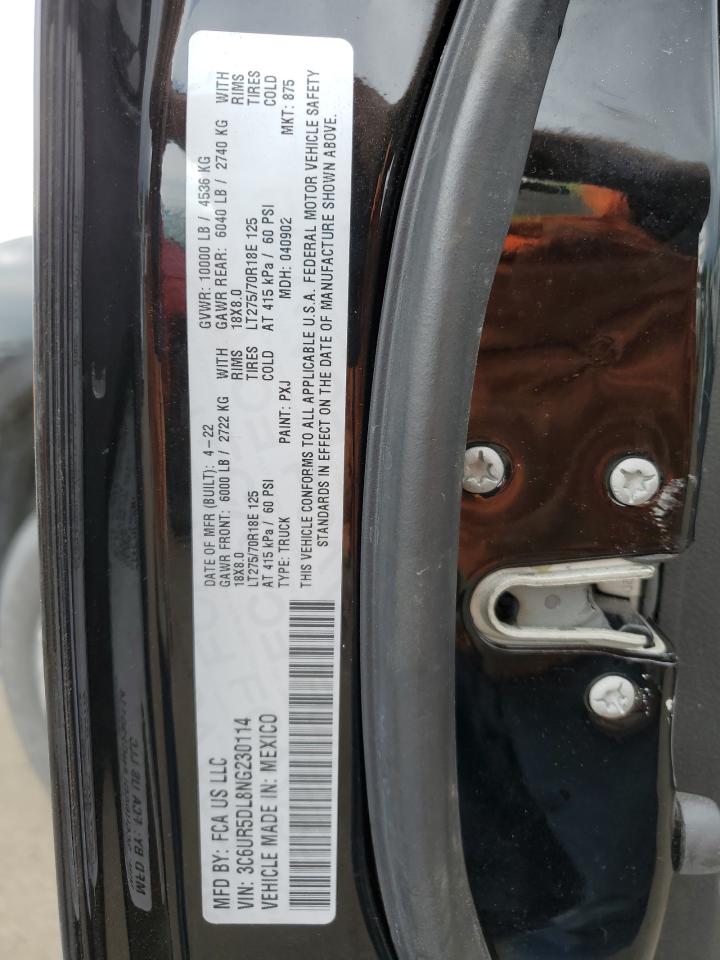 MFD BY: FCA US LLC
VIN: 3C6UR5DL8NG230114
VEHICLE MADE IN: MEXICO
DATE OF MFR (BUILT): 4-22
GVWR: 10000 LB / 4536 KG
GAWR FRONT: 6000 LB / 2722 KG WITH
GAWR REAR: 6040 LB / 2740 KG WITH
18X8.0 RIMS
18X8.0 RIMS
LT275/70R18E 125 TIRES
LT275/70R18E 125 TIRES
AT 415 kPa / 60 PSI COLD
AT 415 kPa / 60 PSI COLD
TYPE: TRUCK PAINT: PXJ MDH: 040902 MKT: 875
THIS VEHICLE CONFORMS TO ALL APPLICABLE U.S.A. FEDERAL MOTOR VEHICLE SAFETY
STANDARDS IN EFFECT ON THE DATE OF MANUFACTURE SHOWN ABOVE.